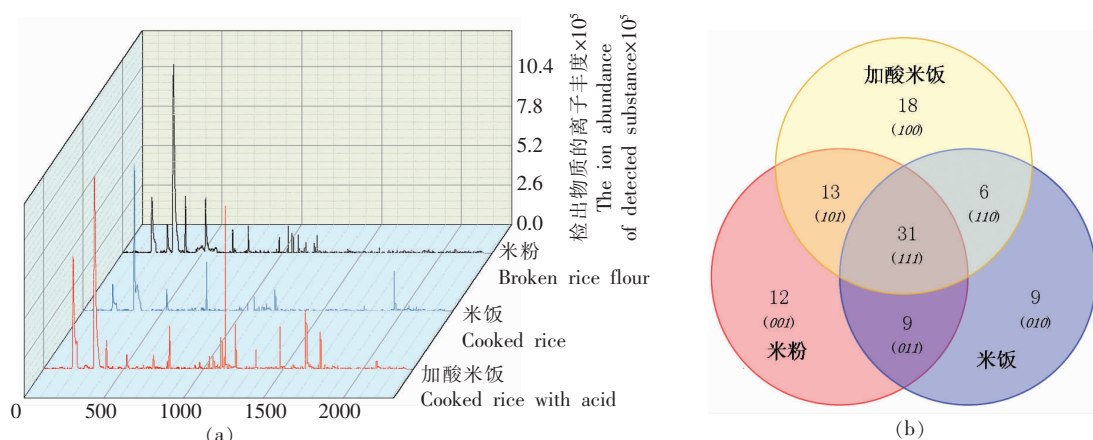 10.4
7.8
5.2
2.6
0.0
检出物质的离子丰度×10⁵
The ion abundance
of detected substance×10⁵
米粉
Broken rice flour
米饭
Cooked rice
加酸米饭
Cooked rice with acid
0 500 1000 1500 2000
(a)
加酸米饭
18
(100)
13
(101)
6
(110)
31
(111)
12
(001)
米粉
9
(011)
9
(010)
米饭
(b)